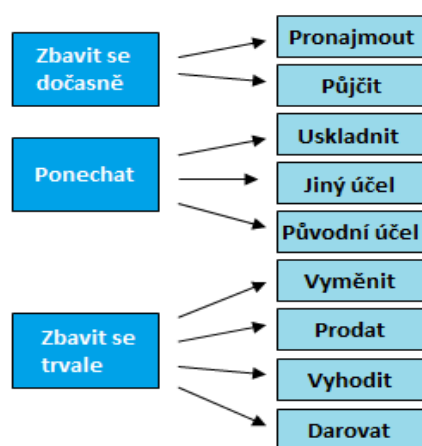 Zbavit se
dočasně
Pronajmout
Půjčit
Ponechat
Uskladnit
Jiný účel
Původní účel
Zbavit se
trvale
Vyměnit
Prodat
Vyhodit
Darovat